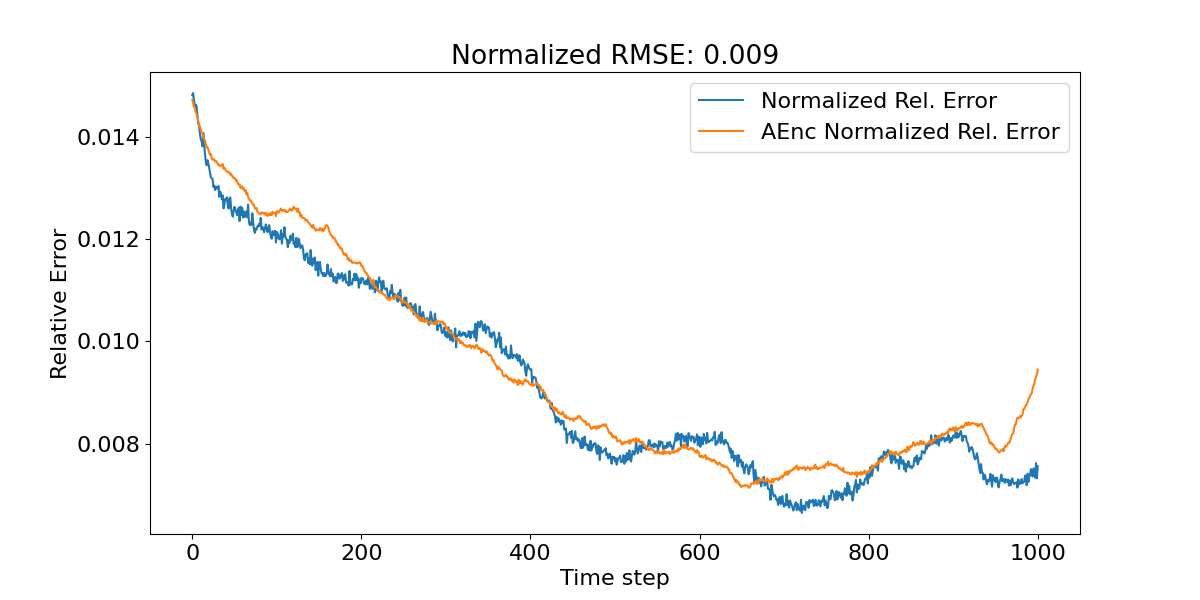 Normalized RMSE: 0.009
Normalized Rel. Error
AEnc Normalized Rel. Error
Relative Error
0.014
0.012
0.010
0.008
0 200 400 600 800 1000
Time step